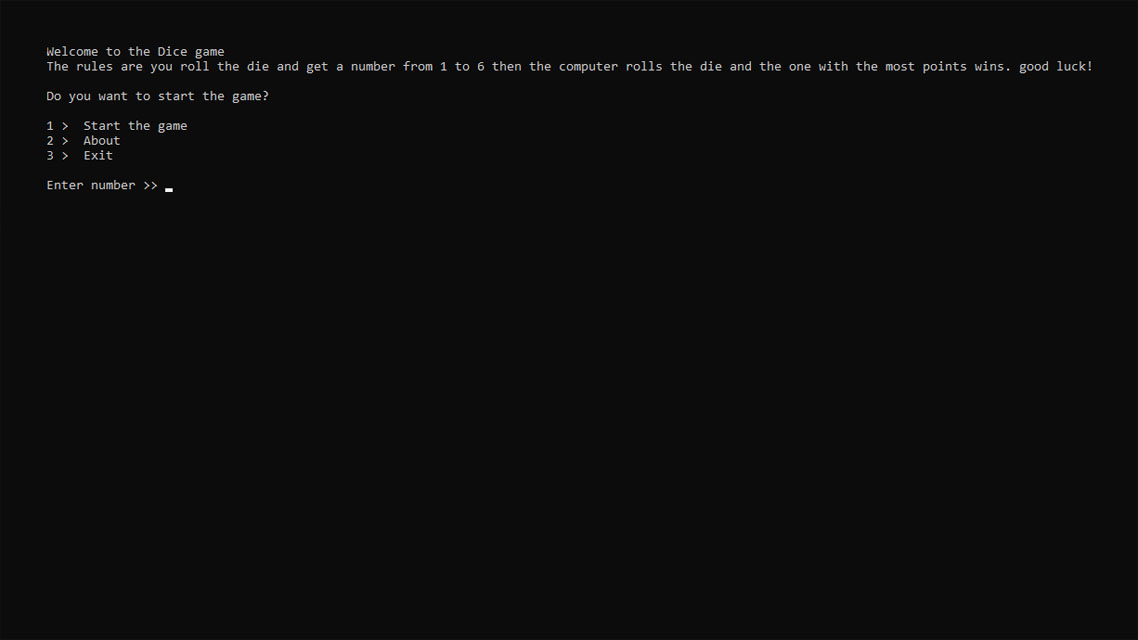 Welcome to the Dice game
The rules are you roll the die and get a number from 1 to 6 then the computer rolls the die and the one with the most points wins. good luck!
Do you want to start the game?
1 >  Start the game
2 >  About
3 >  Exit
Enter number >> _